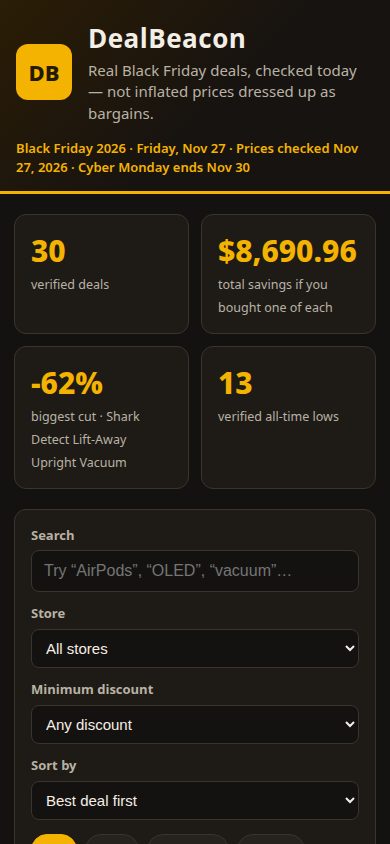 DB
DealBeacon
Real Black Friday deals, checked today
— not inflated prices dressed up as
bargains.
Black Friday 2026 · Friday, Nov 27 · Prices checked Nov
27, 2026 · Cyber Monday ends Nov 30
30
verified deals
$8,690.96
total savings if you
bought one of each
-62%
biggest cut · Shark
Detect Lift-Away
Upright Vacuum
13
verified all-time lows
Search
Try “AirPods”, “OLED”, “vacuum”…
Store
All stores
Minimum discount
Any discount
Sort by
Best deal first